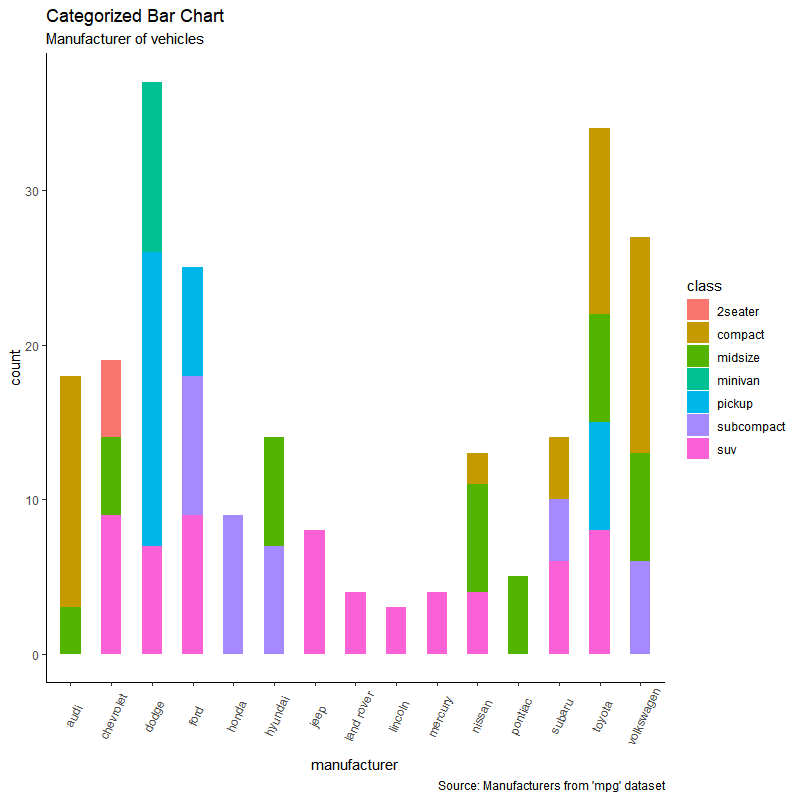 Categorized Bar Chart
Manufacturer of vehicles
count
30
20
10
0
audi
chevrolet
dodge
ford
honda
hyundai
jeep
land rover
lincoln
mercury
nissan
pontiac
subaru
toyota
volkswagen
manufacturer
class
2seater
compact
midsize
minivan
pickup
subcompact
suv
Source: Manufacturers from 'mpg' dataset